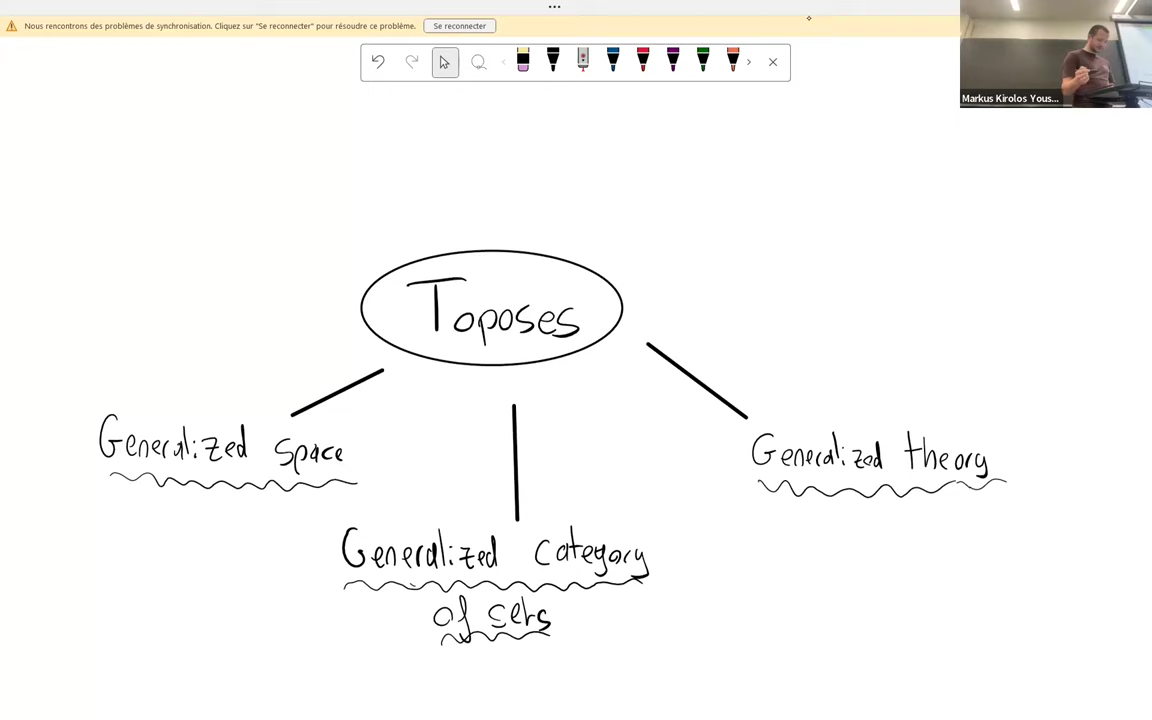 Nous rencontrons des problèmes de synchronisation. Cliquez sur "Se reconnecter" pour résoudre ce problème. Se reconnecter
Markus Kirolos Yous...
Toposes
Generalized space
Generalized theory
Generalized category
of sets